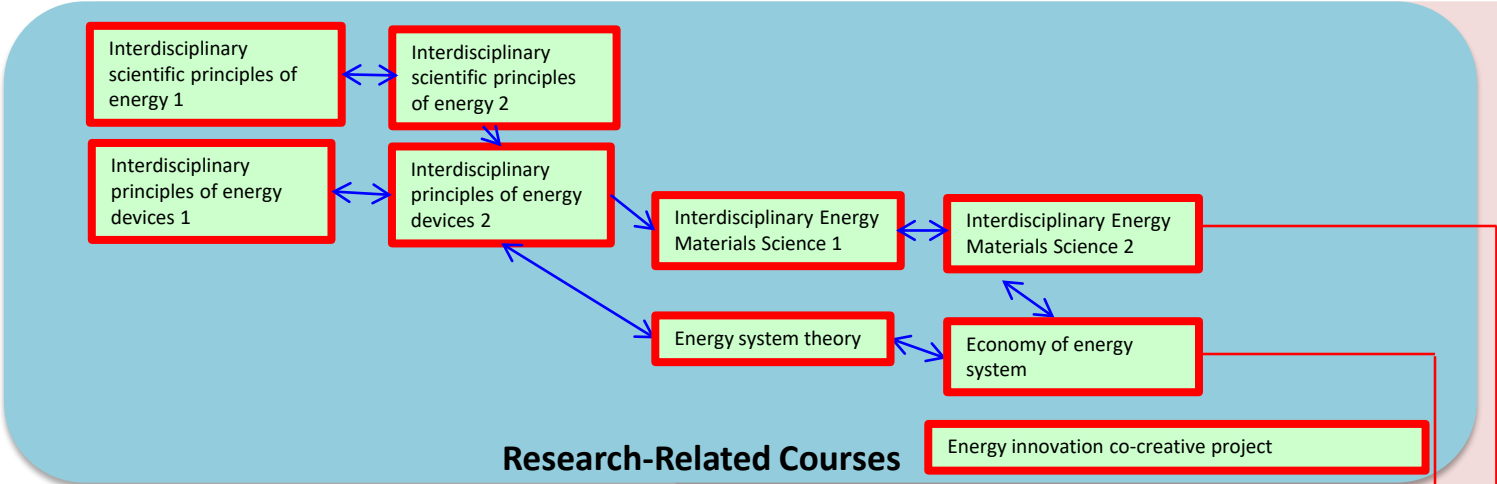 Interdisciplinary
scientific principles of
energy 1
Interdisciplinary
scientific principles
of energy 2
Interdisciplinary
principles of energy
devices 1
Interdisciplinary
principles of energy
devices 2
Interdisciplinary Energy
Materials Science 1
Interdisciplinary Energy
Materials Science 2
Energy system theory
Economy of energy
system
Research-Related Courses
Energy innovation co-creative project